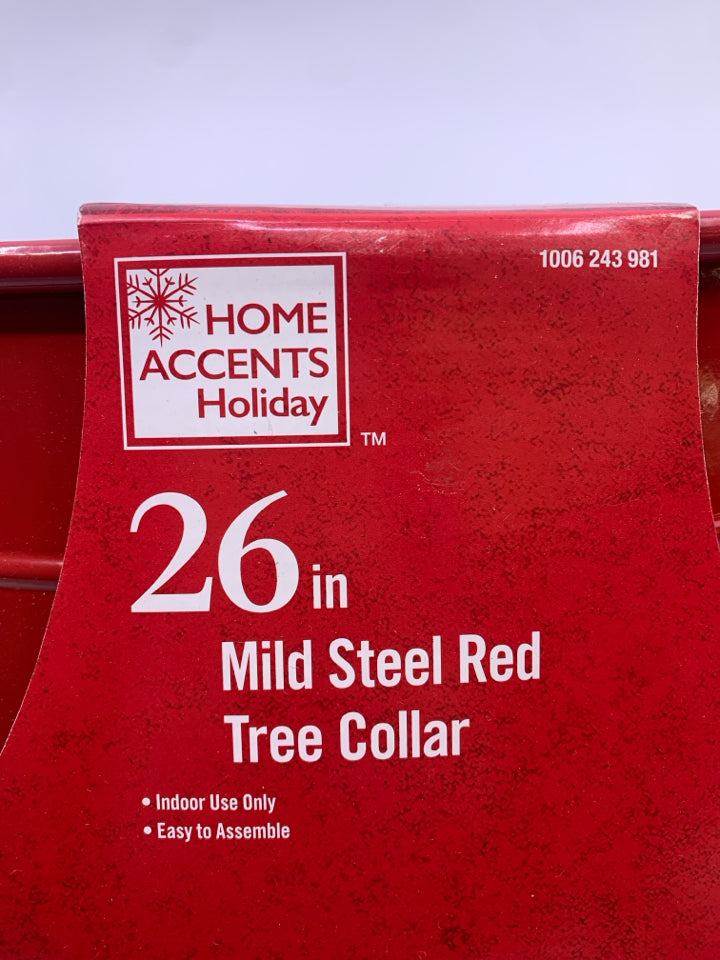 1006 243 981
HOME
ACCENTS
Holiday
TM
26 in
Mild Steel Red
Tree Collar
• Indoor Use Only
• Easy to Assemble